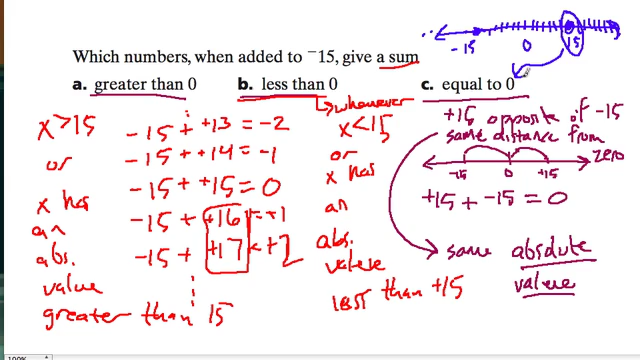 Which numbers, when added to ⁻15, give a sum
a. greater than 0 b. less than 0 c. equal to 0
-15 0 15
x>15
or
x has
an
abs.
value
greater than 15
-15 + +13 = -2
-15 + +14 = -1
-15 + +15 = 0
-15 + +16 = +1
-15 + +17 = +2
whenever
x<15
or
x has
an
abs.
value
less than +15
+15 opposite of -15
same distance from
zero
-15 0 +15
+15 + -15 = 0
same absolute
value
100%